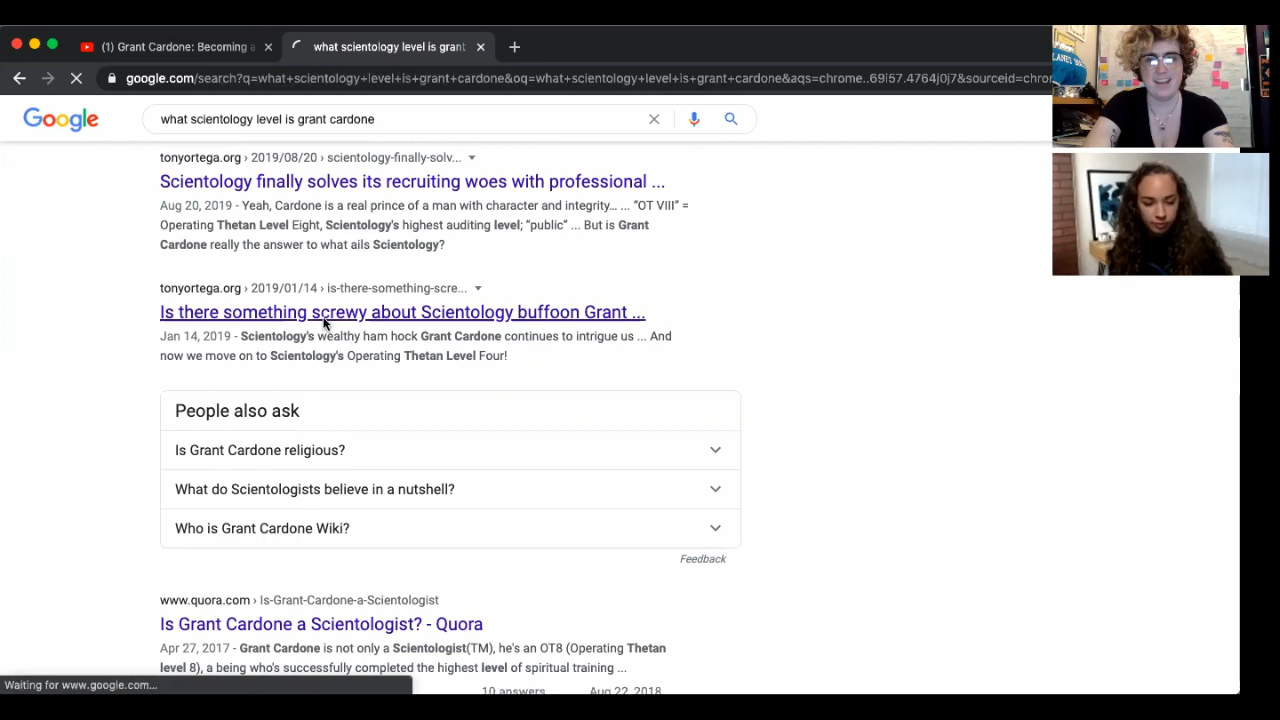 (1) Grant Cardone: Becoming a
what scientology level is grant
google.com/search?q=what+scientology+level+is+grant+cardone&oq=what+scientology+level+is+grant+cardone&aqs=chrome..69i57.4764j0j7&sourceid=chror
Google
what scientology level is grant cardone
tonyortega.org › 2019/08/20 › scientology-finally-solv...
Scientology finally solves its recruiting woes with professional ...
Aug 20, 2019 - Yeah, Cardone is a real prince of a man with character and integrity… ... “OT VIII” =
Operating Thetan Level Eight, Scientology's highest auditing level; “public” ... But is Grant
Cardone really the answer to what ails Scientology?
tonyortega.org › 2019/01/14 › is-there-something-scre...
Is there something screwy about Scientology buffoon Grant ...
Jan 14, 2019 - Scientology's wealthy ham hock Grant Cardone continues to intrigue us ... And
now we move on to Scientology's Operating Thetan Level Four!
People also ask
Is Grant Cardone religious?
What do Scientologists believe in a nutshell?
Who is Grant Cardone Wiki?
Feedback
www.quora.com › Is-Grant-Cardone-a-Scientologist
Is Grant Cardone a Scientologist? - Quora
Apr 27, 2017 - Grant Cardone is not only a Scientologist(TM), he's an OT8 (Operating Thetan
level 8), a being who's successfully completed the highest level of spiritual training ...
10 answers Aug 22, 2018
Waiting for www.google.com...